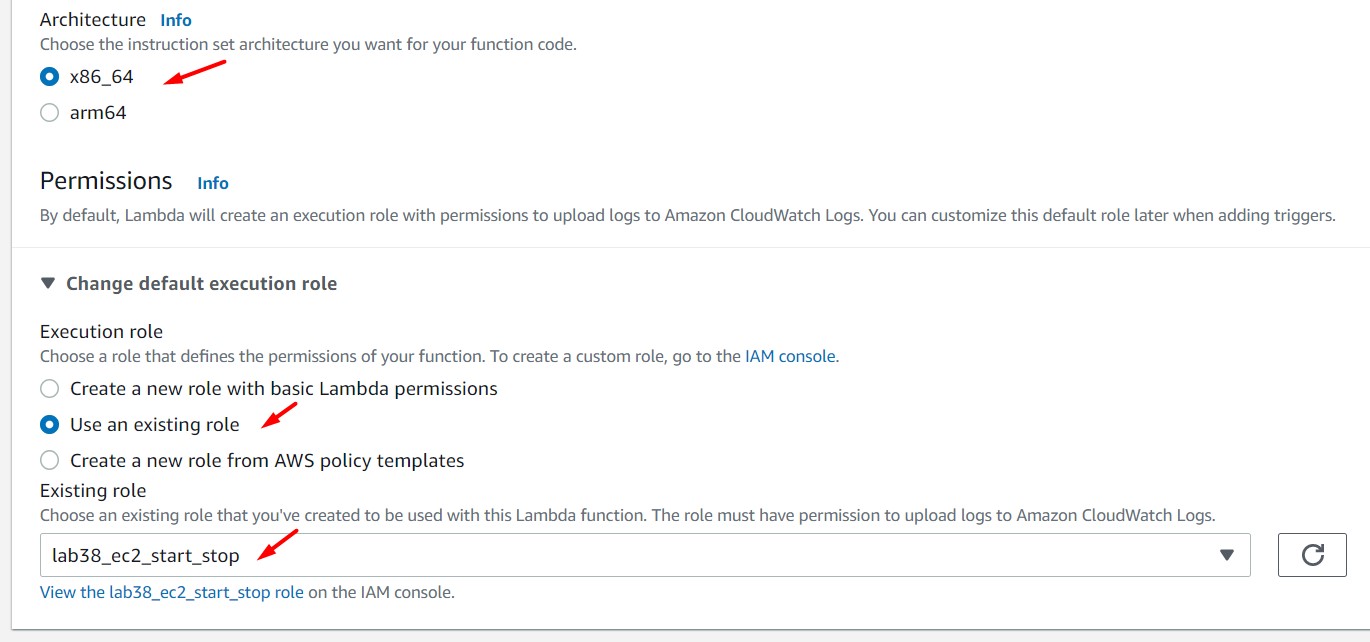 Architecture Info
Choose the instruction set architecture you want for your function code.
x86_64
arm64
Permissions Info
By default, Lambda will create an execution role with permissions to upload logs to Amazon CloudWatch Logs. You can customize this default role later when adding triggers.
Change default execution role
Execution role
Choose a role that defines the permissions of your function. To create a custom role, go to the IAM console.
Create a new role with basic Lambda permissions
Use an existing role
Create a new role from AWS policy templates
Existing role
Choose an existing role that you've created to be used with this Lambda function. The role must have permission to upload logs to Amazon CloudWatch Logs.
lab38_ec2_start_stop
View the lab38_ec2_start_stop role on the IAM console.